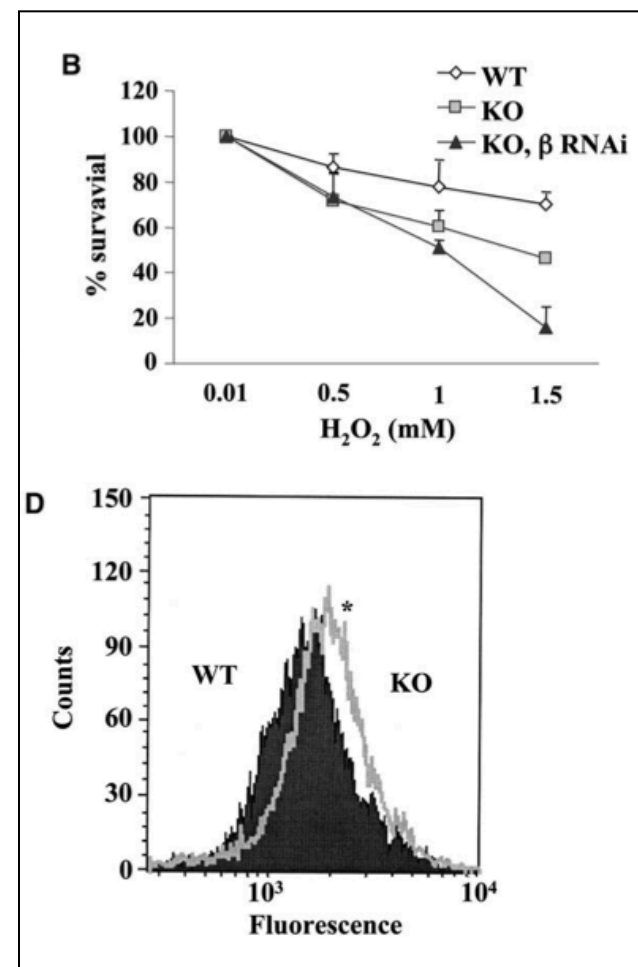 B
WT
KO
KO, β RNAi
120
100
80
60
40
20
0
% survavial
0.01 0.5 1 1.5
H₂O₂ (mM)
D
150
120
90
60
30
0
Counts
WT
*
KO
10³ 10⁴
Fluorescence